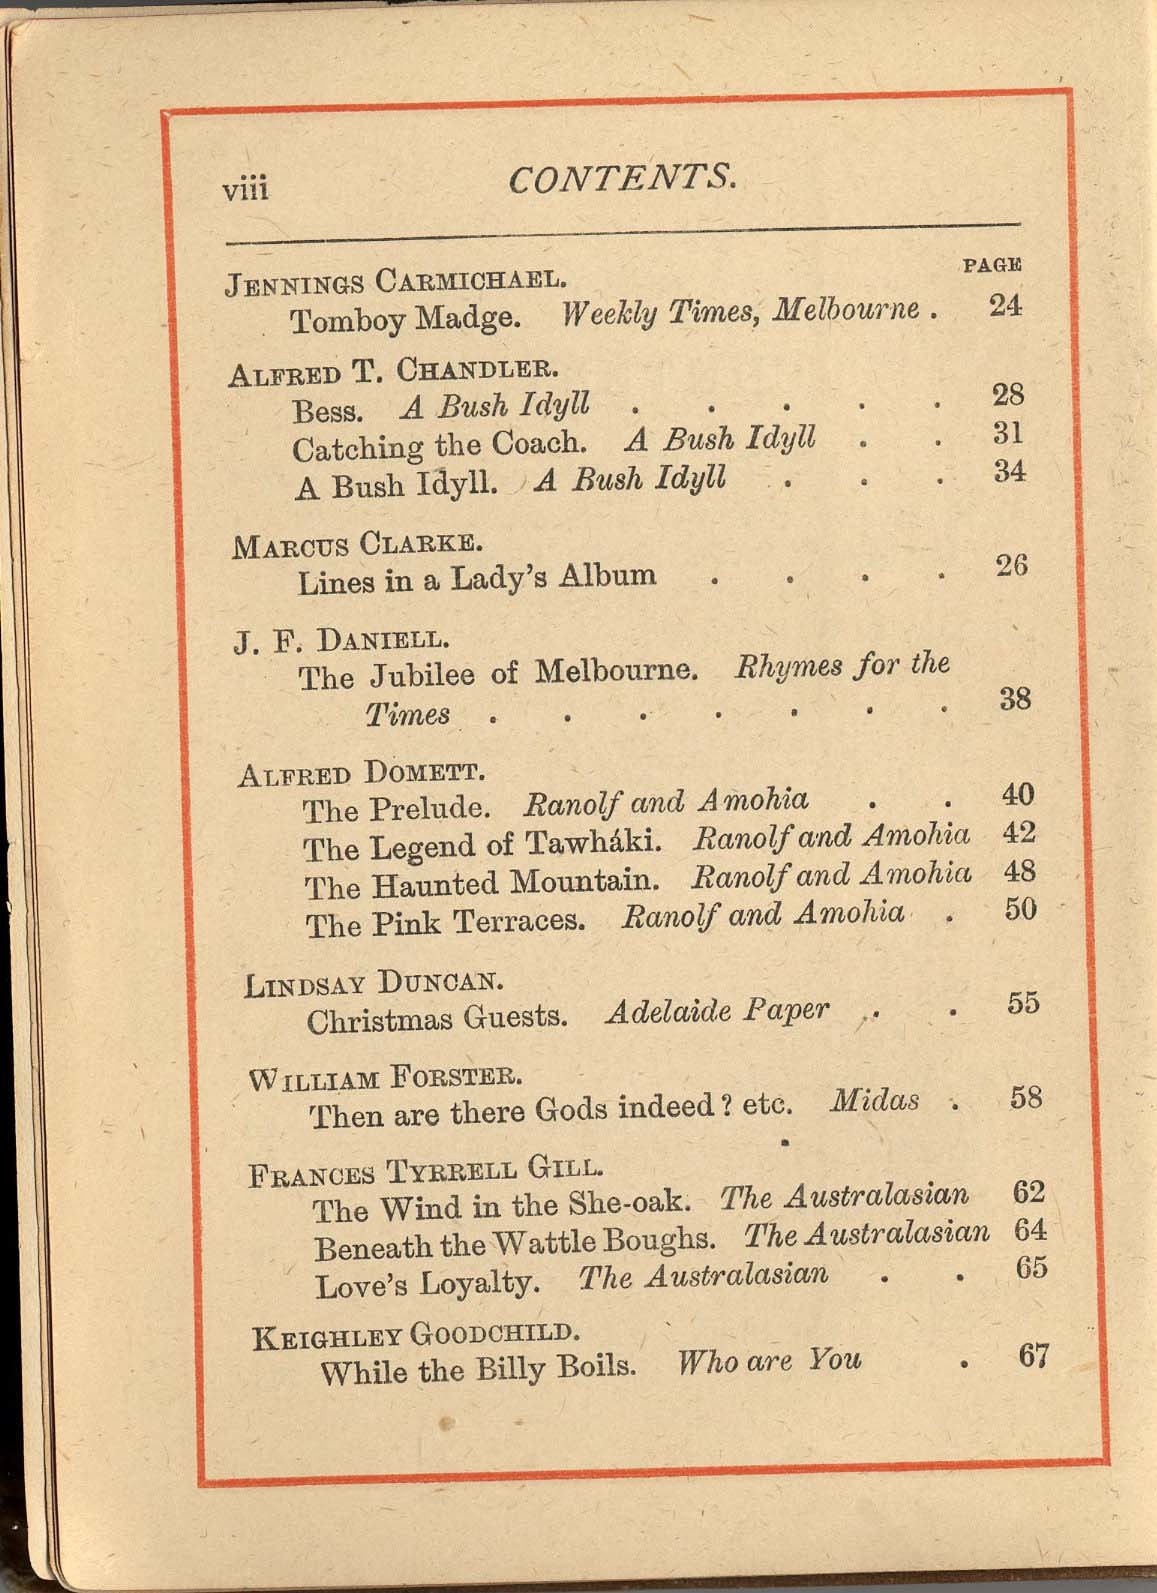 viii CONTENTS.
PAGE
JENNINGS CARMICHAEL.
Tomboy Madge. Weekly Times, Melbourne . 24
ALFRED T. CHANDLER.
Bess. A Bush Idyll . . . . . 28
Catching the Coach. A Bush Idyll . . 31
A Bush Idyll. A Bush Idyll . . . 34
MARCUS CLARKE.
Lines in a Lady's Album . . . . 26
J. F. DANIELL.
The Jubilee of Melbourne. Rhymes for the
Times . . . . . . . 38
ALFRED DOMETT.
The Prelude. Ranolf and Amohia . . 40
The Legend of Tawháki. Ranolf and Amohia 42
The Haunted Mountain. Ranolf and Amohia 48
The Pink Terraces. Ranolf and Amohia . 50
LINDSAY DUNCAN.
Christmas Guests. Adelaide Paper . . 55
WILLIAM FORSTER.
Then are there Gods indeed? etc. Midas . 58
FRANCES TYRRELL GILL.
The Wind in the She-oak. The Australasian 62
Beneath the Wattle Boughs. The Australasian 64
Love's Loyalty. The Australasian . . 65
KEIGHLEY GOODCHILD.
While the Billy Boils. Who are You . 67